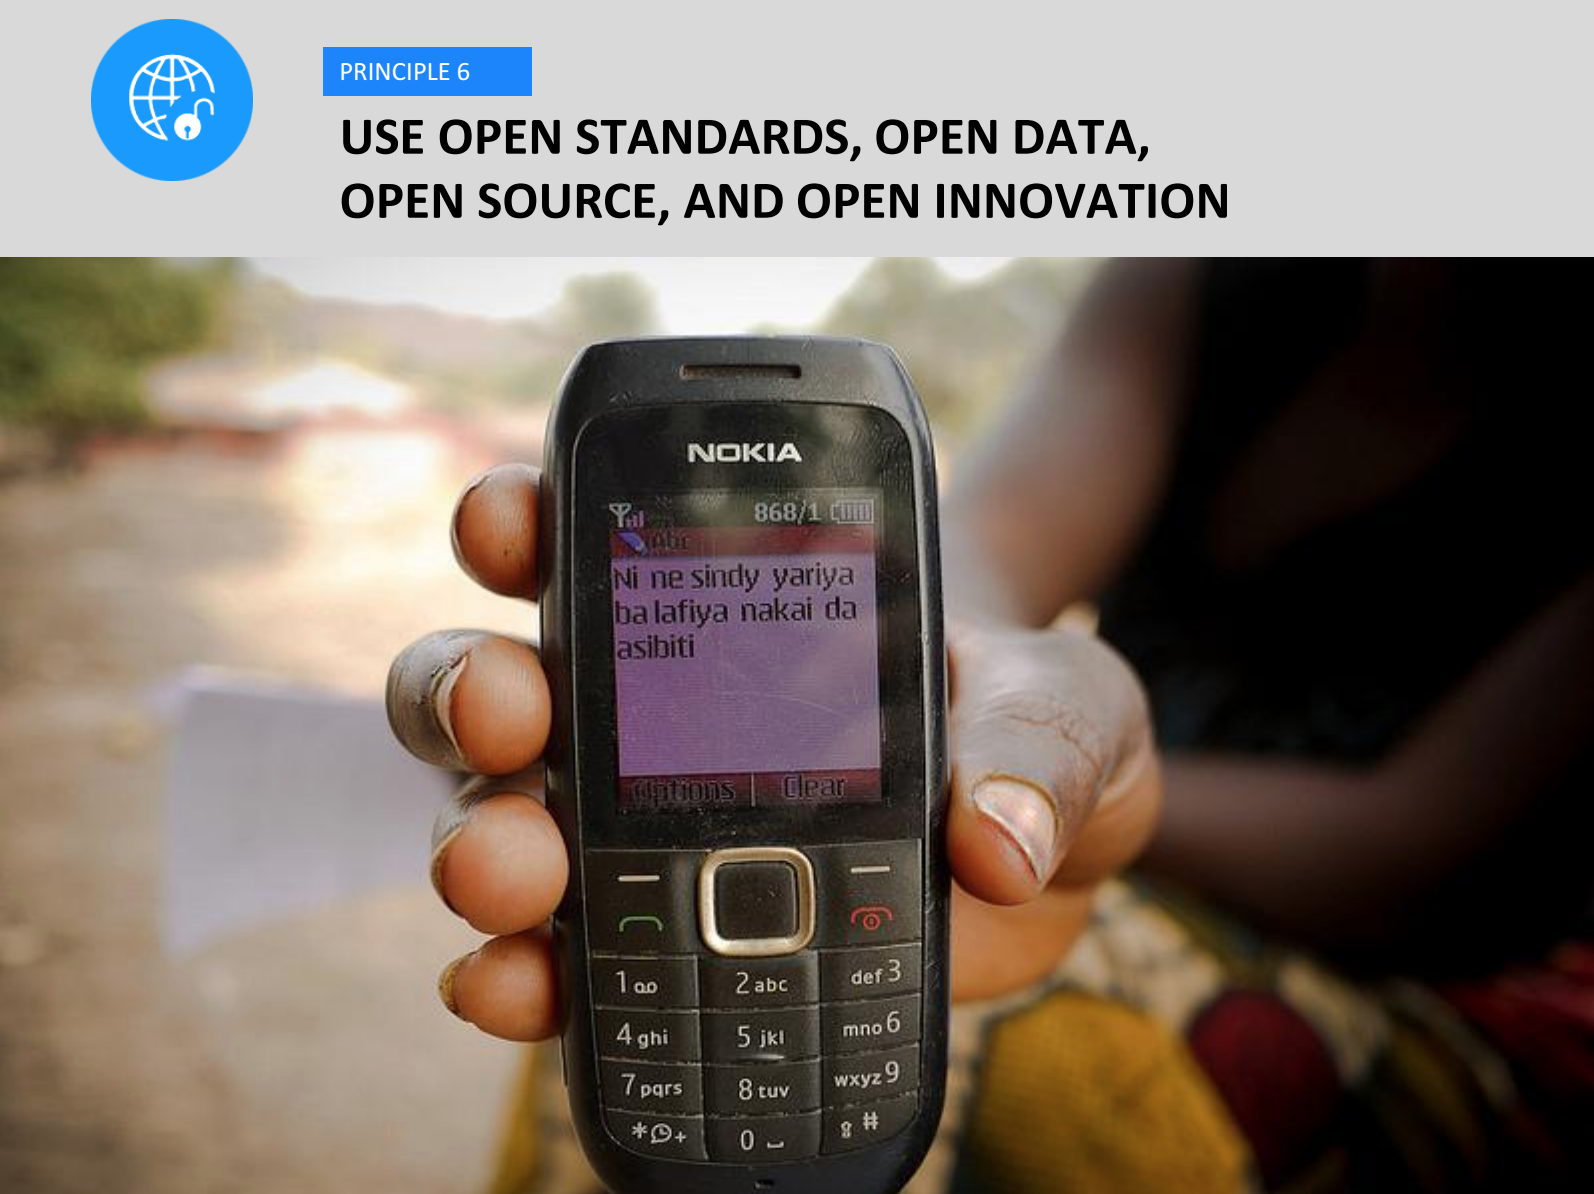 PRINCIPLE 6
USE OPEN STANDARDS, OPEN DATA,
OPEN SOURCE, AND OPEN INNOVATION
NOKIA
868/1
Abc
Ni ne sindy yariya
ba lafiya nakai da
asibiti
Options Clear
1 2 abc def 3
4 ghi 5 jkl mno 6
7 pqrs 8 tuv wxyz 9
* + 0 #